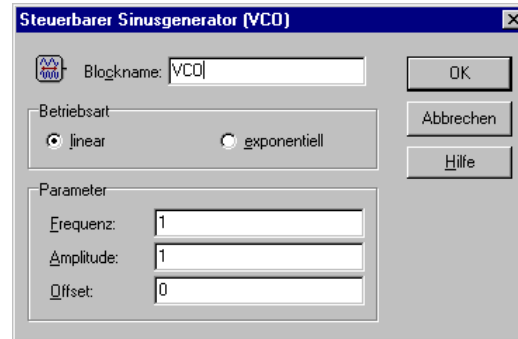 Steuerbarer Sinusgenerator (VCO)
Blockname: VCO
OK
Betriebsart
linear
exponentiell
Abbrechen
Hilfe
Parameter
Frequenz: 1
Amplitude: 1
Offset: 0